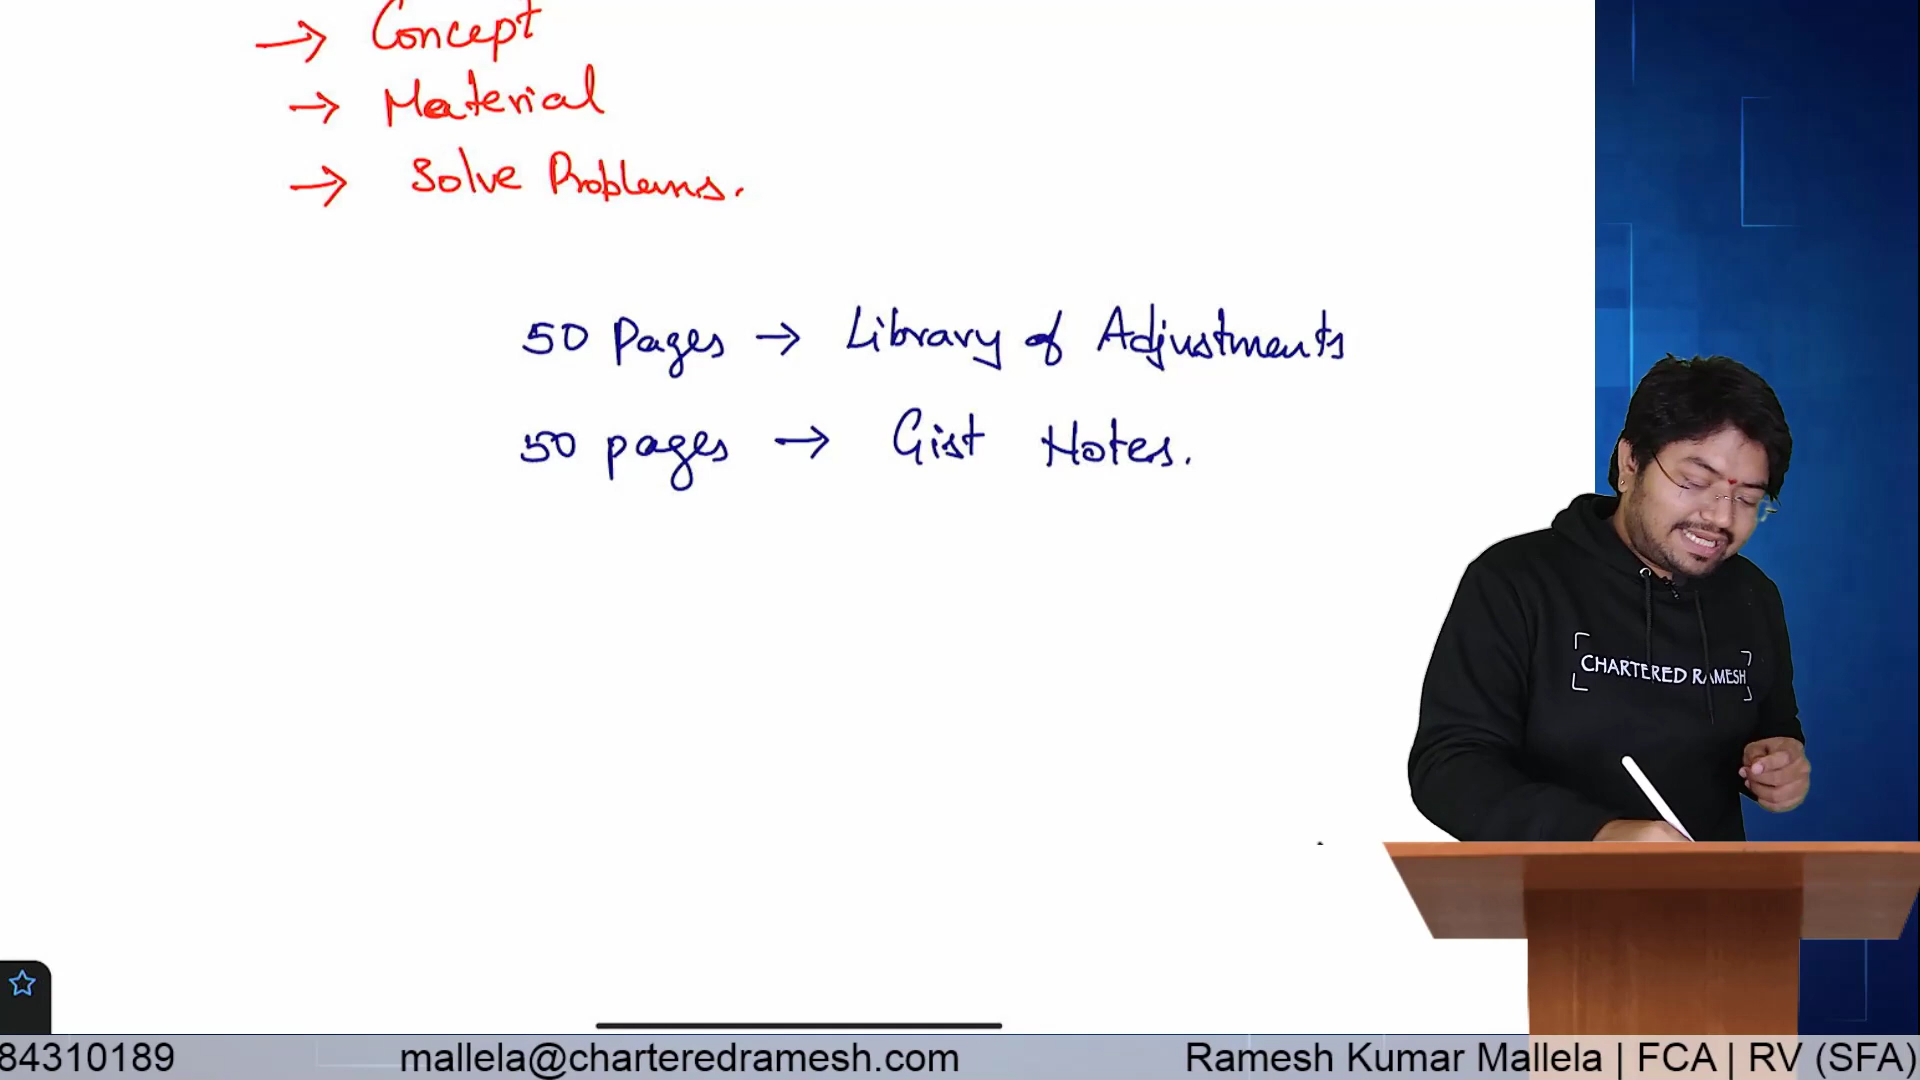 → Concept
→ Material
→ Solve Problems.
50 Pages → Library of Adjustments
50 pages → Gist Notes.
CHARTERED RAMESH
84310189 mallela@charteredramesh.com Ramesh Kumar Mallela | FCA | RV (SFA)